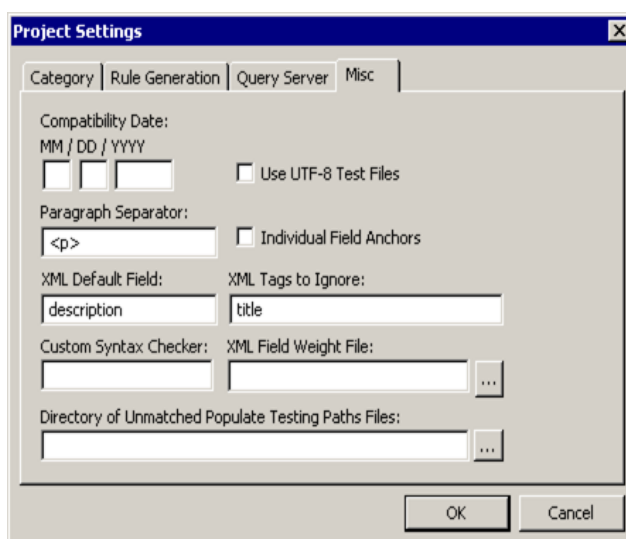 Project Settings
Category Rule Generation Query Server Misc
Compatibility Date:
MM / DD / YYYY
Use UTF-8 Test Files
Paragraph Separator:
<p>
Individual Field Anchors
XML Default Field: XML Tags to Ignore:
description title
Custom Syntax Checker: XML Field Weight File:
...
Directory of Unmatched Populate Testing Paths Files:
...
OK Cancel